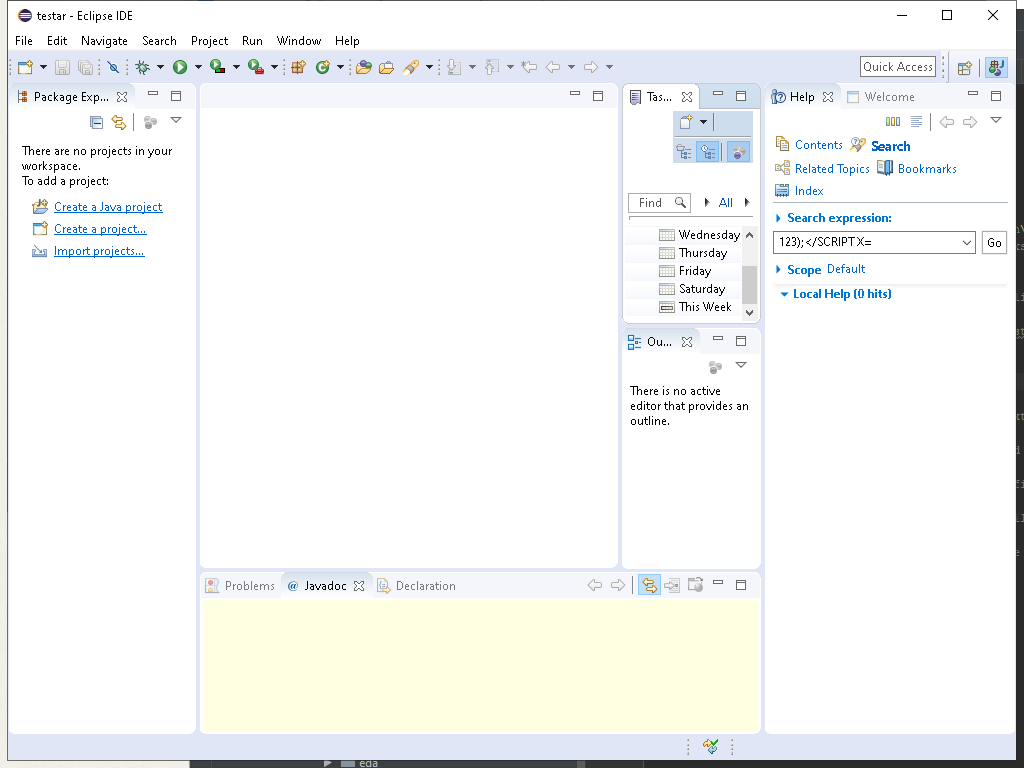 testar - Eclipse IDE
File Edit Navigate Search Project Run Window Help
Quick Access
Package Exp...
There are no projects in your
workspace.
To add a project:
Create a Java project
Create a project...
Import projects...
Tas...
Find
All
Wednesday
Thursday
Friday
Saturday
This Week
Ou...
There is no active
editor that provides an
outline.
Help Welcome
Contents Search
Related Topics Bookmarks
Index
Search expression:
123);</SCRIPTX= Go
Scope Default
Local Help (0 hits)
Problems @ Javadoc Declaration
eda